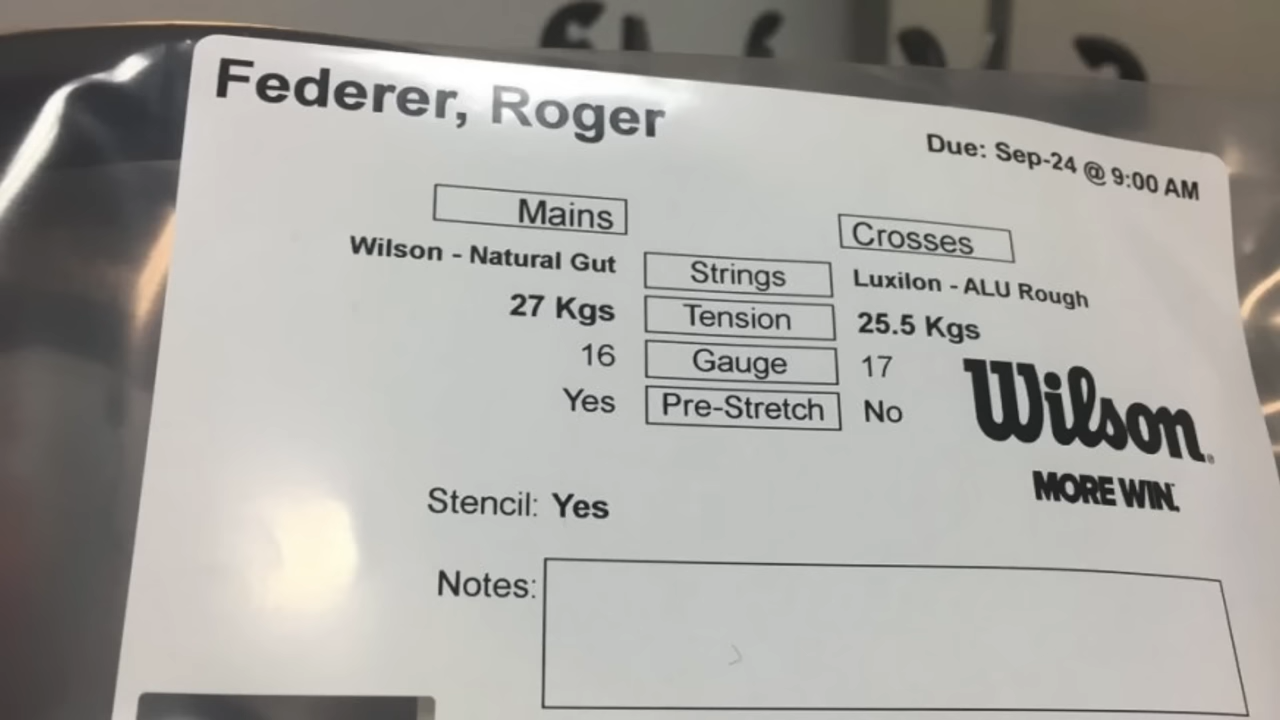 Federer, Roger
Due: Sep-24 @ 9:00 AM
Mains
Crosses
Wilson - Natural Gut Strings Luxilon - ALU Rough
27 Kgs Tension 25.5 Kgs
16 Gauge 17
Yes Pre-Stretch No
Wilson®
MORE WIN™
Stencil: Yes
Notes: